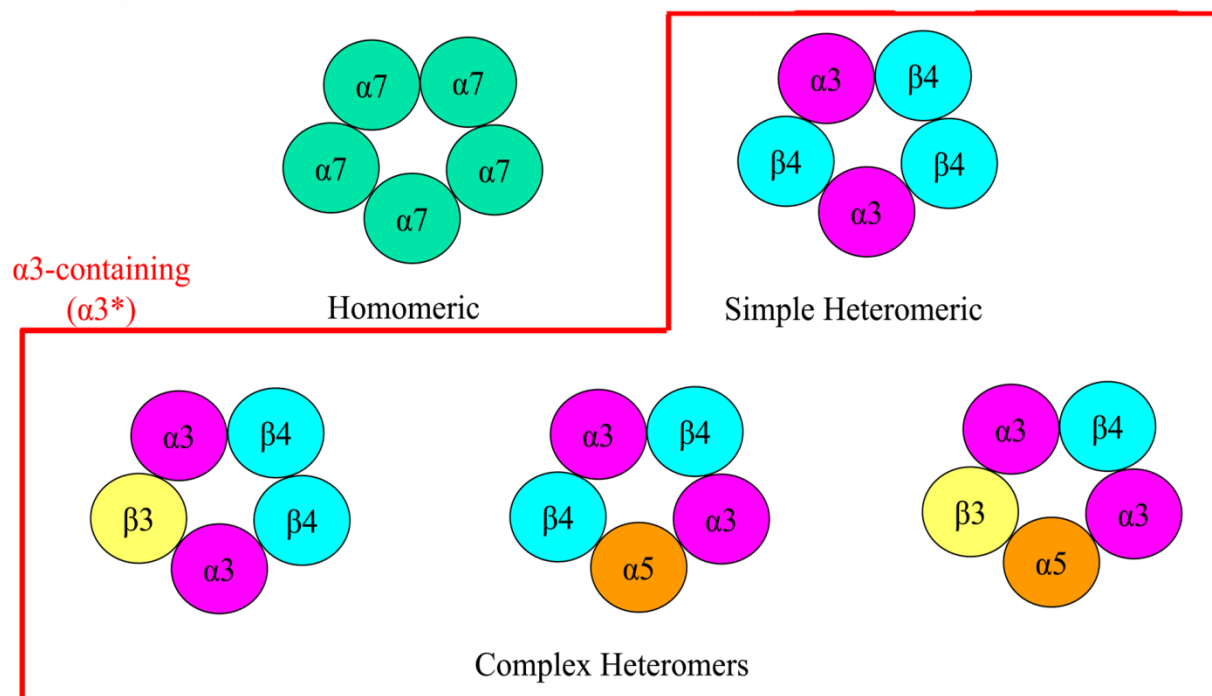 α7 α7
α7 α7
α7
α3 β4
β4 β4
α3
α3-containing
(α3*)
Homomeric
Simple Heteromeric
α3 β4
β3 β4
α3
α3 β4
β4 α3
α5
α3 β4
β3 α3
α5
Complex Heteromers